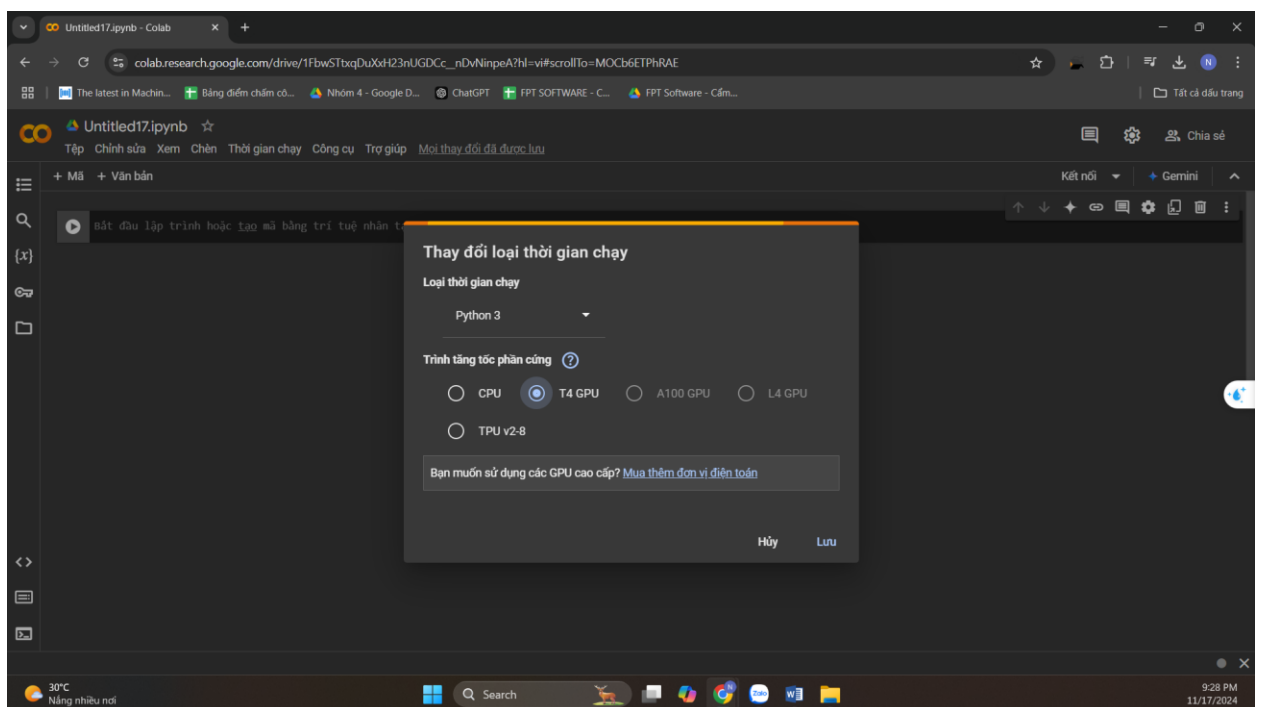 Untitled17.ipynb - Colab
colab.research.google.com/drive/1FbwSTtxqDuXxH23nUGDCc__nDvNinpeA?hl=vi#scrollTo=MOCb6ETPhRAE
N
The latest in Machin... Bảng điểm chấm có... Nhóm 4 - Google D... ChatGPT FPT SOFTWARE - C... FPT Software - Cẩm... Tất cả dấu trang
Untitled17.ipynb
Chia sẻ
Tệp Chỉnh sửa Xem Chèn Thời gian chạy Công cụ Trợ giúp Mọi thay đổi đã được lưu
+ Mã + Văn bản Kết nối Gemini
Bắt đầu lập trình hoặc tạo mã bằng trí tuệ nhân t
{x}
Thay đổi loại thời gian chạy
Loại thời gian chạy
Python 3
Trình tăng tốc phần cứng ?
CPU T4 GPU A100 GPU L4 GPU
TPU v2-8
Bạn muốn sử dụng các GPU cao cấp? Mua thêm đơn vị điện toán
Hủy Lưu
30°C
Nắng nhiều nơi
Search
Zalo
9:28 PM
11/17/2024